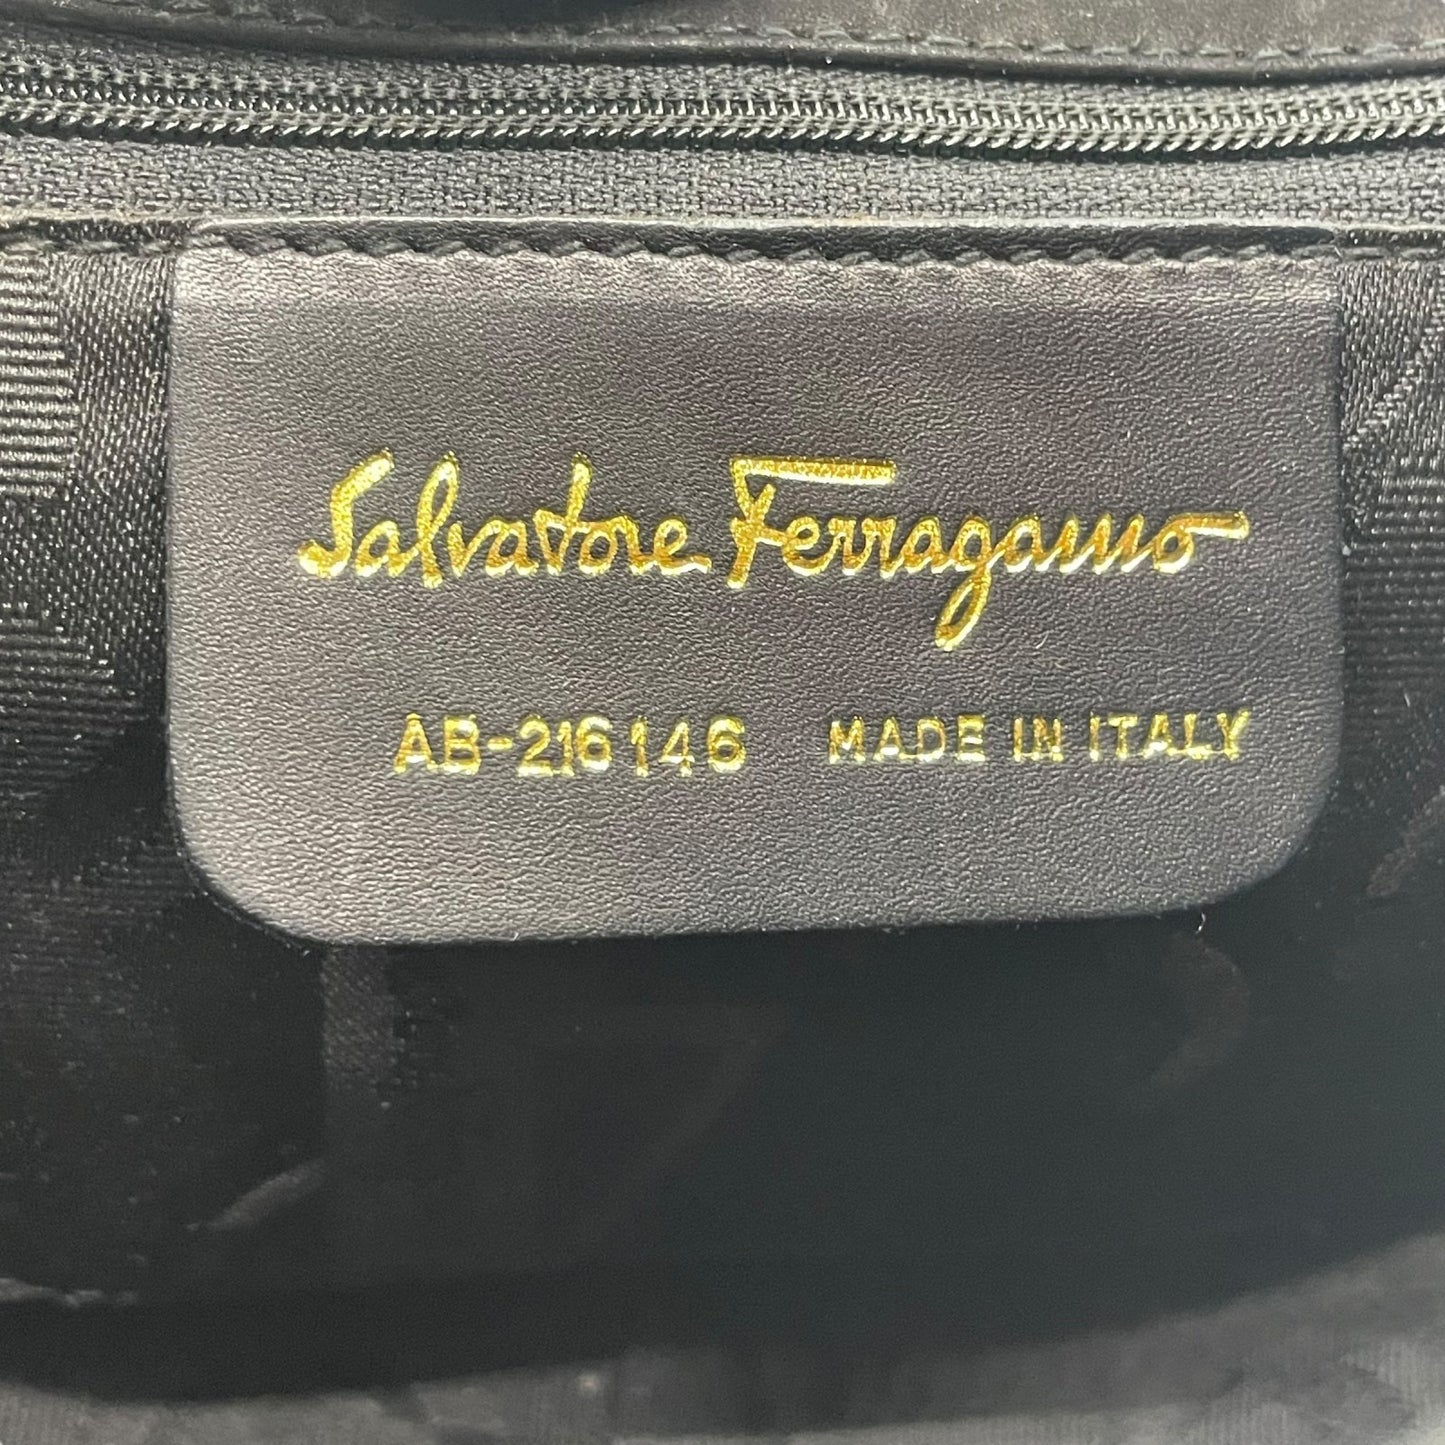 Salvatore Ferragamo
AB-216146 MADE IN ITALY